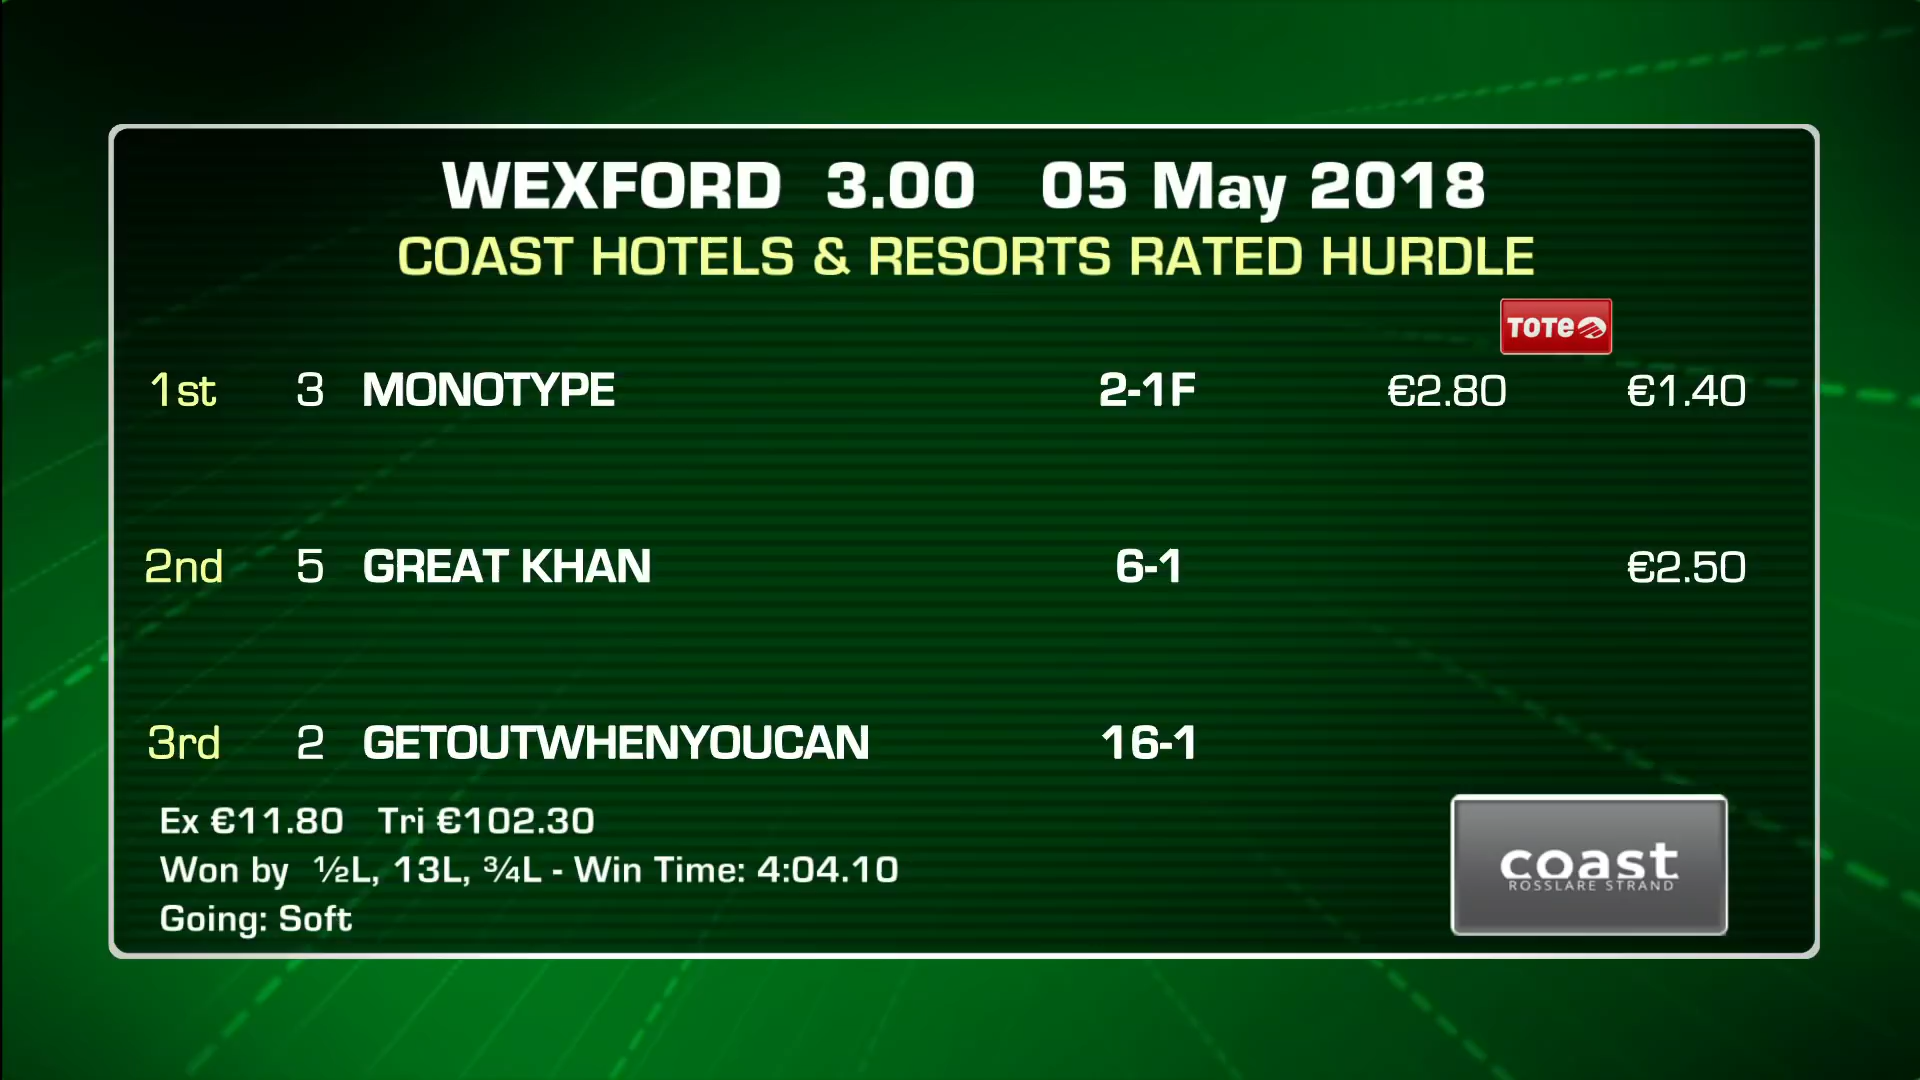 WEXFORD 3.00 05 May 2018
COAST HOTELS & RESORTS RATED HURDLE
TOTE
1st 3 MONOTYPE 2-1F €2.80 €1.40
2nd 5 GREAT KHAN 6-1 €2.50
3rd 2 GETOUTWHENYOUCAN 16-1
Ex €11.80 Tri €102.30
Won by ½L, 13L, ¾L - Win Time: 4:04.10
Going: Soft
coast
ROSSLARE STRAND